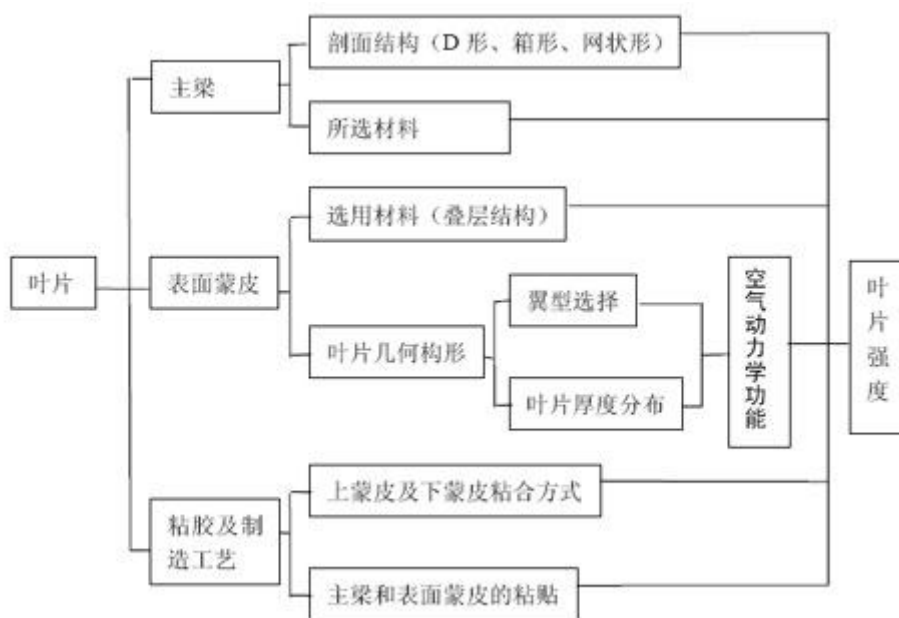 剖面结构（D 形、箱形、网状形）
主梁
所选材料
选用材料（叠层结构）
叶片
表面蒙皮
翼型选择
叶片几何构形
叶片厚度分布
空气动力学功能
叶片强度
上蒙皮及下蒙皮粘合方式
粘胶及制
造工艺
主梁和表面蒙皮的粘贴